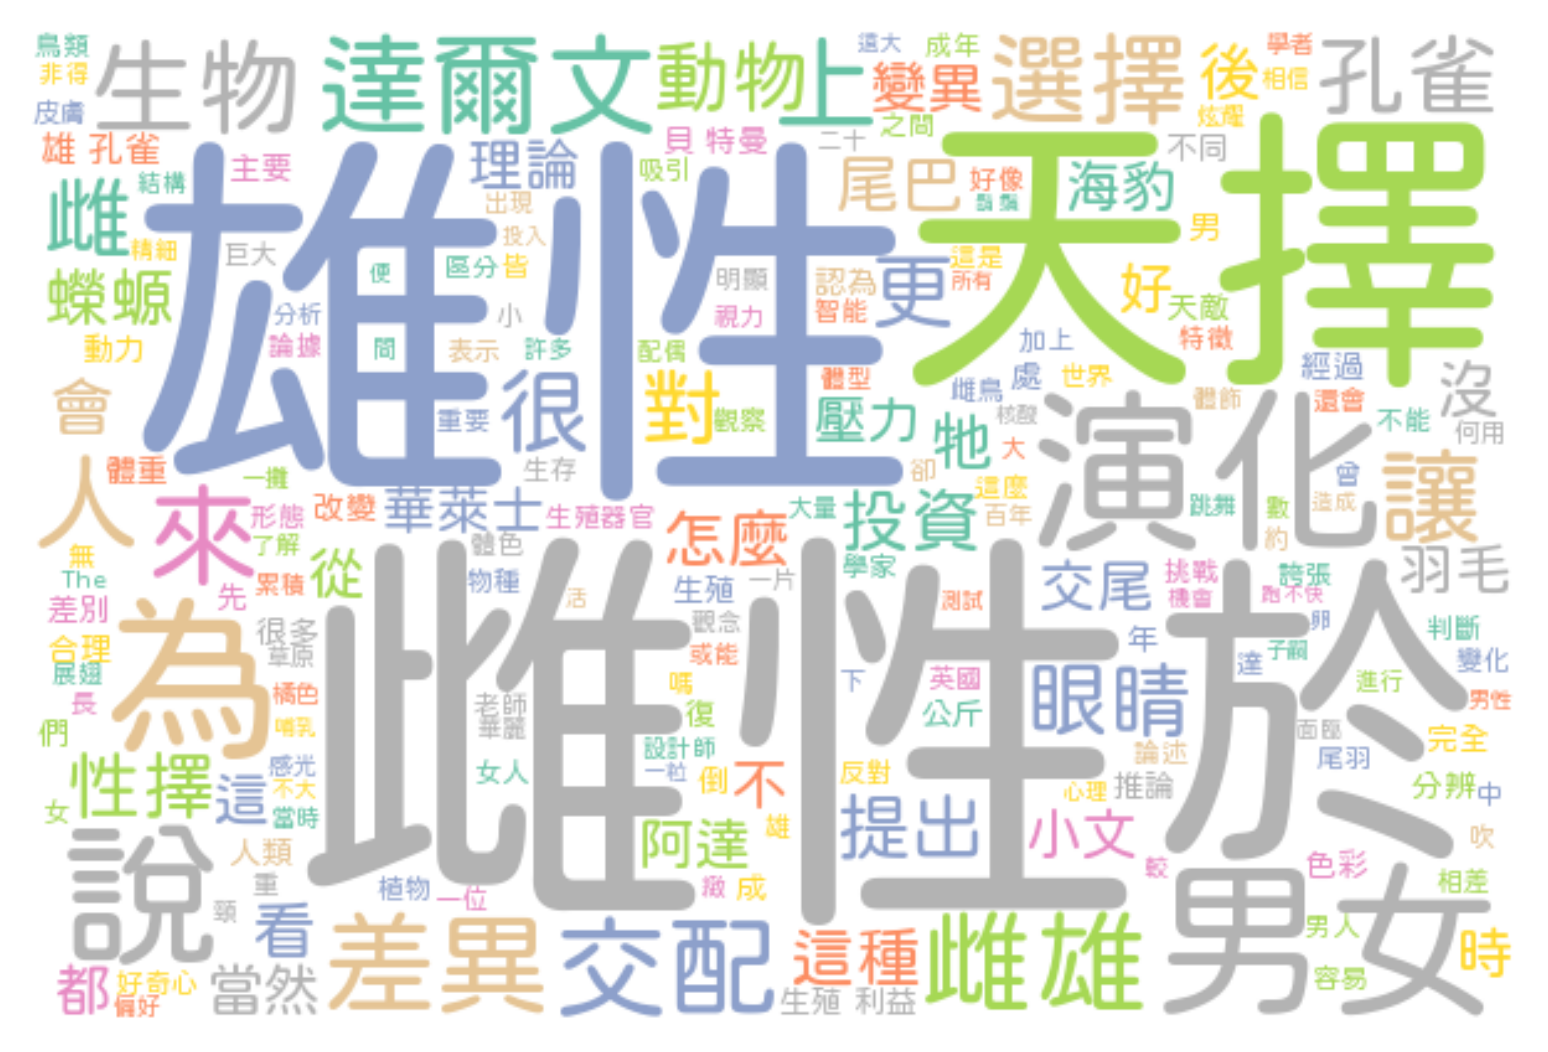 鳥類
非得
皮膚
生物
達爾文
動物
上
遠大
成年
變異
選擇
後
學者
相信
炫耀
孔雀
雄 孔雀
主要
理論
貝 特曼
二十
之間
不同
吸引
尾巴
好像
鬍鬚
海豹
天擇
雌
結構
精細
巨大
雄性
出現
投入
區分
皆
便
明顯
認為
這是
所有
更
男
好
天敵
蠑螈
分析
小
視力
智能
特徵
動力
論據
間
表示
許多
配偶
加上
經過
會
很
對
體型
雌鳥
處
世界
還會
沒
重要
觀察
壓力
牠
核酸
體飾
不能
何用
大
演化
讓
人
體重
一攤
生存
卻
這麼
曾
來
形態
改變
華萊士
生殖器官
怎麼
大量
投資
百年
跳舞
數
造成
約
無
了解
體色
羽毛
The
先
累積
從
物種
活
生殖
一片
學家
測試
交尾
挑戰
機會
誇張
跑不快
差別
為
很多
草原
觀念
年
卵
於
判斷
合理
展翅
或能
子嗣
達
變化
長
橘色
雌性
老師
華麗
嗎
下
英國
眼睛
進行
男性
們
哺乳
復
公斤
面臨
完全
性擇
這
感光
設計師
論述
尾羽
不大
女人
一粒
倒
不
反對
心理
推論
分辨
中
女
當時
說
阿達
雄
提出
小文
吹
人類
重
植物
一位
緻
成
較
男女
色彩
相差
頸
看
差異
交配
這種
雌雄
男人
時
都
好奇心
偏好
當然
生殖 利益
容易